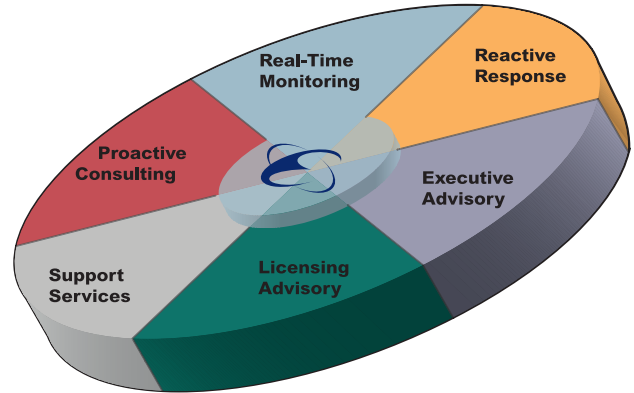 Real-Time
Monitoring
Reactive
Response
Proactive
Consulting
Executive
Advisory
Support
Services
Licensing
Advisory